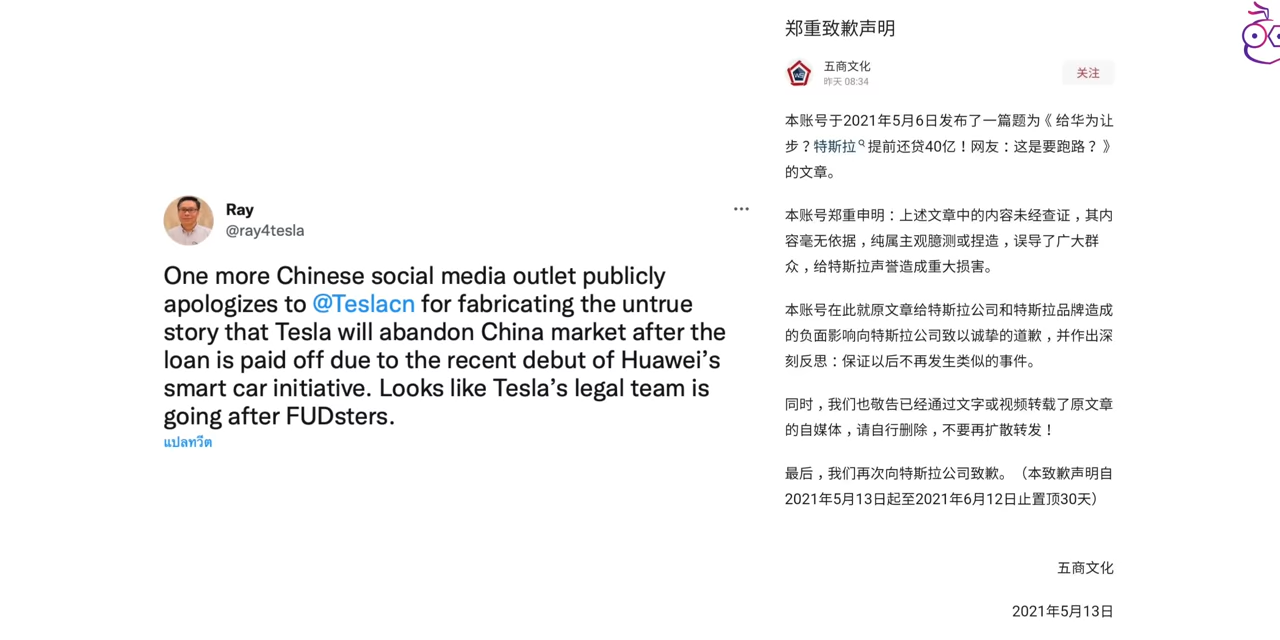 Ray
@ray4tesla
One more Chinese social media outlet publicly
apologizes to @Teslacn for fabricating the untrue
story that Tesla will abandon China market after the
loan is paid off due to the recent debut of Huawei’s
smart car initiative. Looks like Tesla’s legal team is
going after FUDsters.
แปลทวีต
郑重致歉声明
五商文化
昨天 08:34
关注
本账号于2021年5月6日发布了一篇题为《给华为让
步？特斯拉提前还贷40亿！网友：这是要跑路？》
的文章。
本账号郑重申明：上述文章中的内容未经查证，其内
容毫无依据，纯属主观臆测或捏造，误导了广大群
众，给特斯拉声誉造成重大损害。
本账号在此就原文章给特斯拉公司和特斯拉品牌造成
的负面影响向特斯拉公司致以诚挚的道歉，并作出深
刻反思：保证以后不再发生类似的事件。
同时，我们也敬告已经通过文字或视频转载了原文章
的自媒体，请自行删除，不要再扩散转发！
最后，我们再次向特斯拉公司致歉。（本致歉声明自
2021年5月13日起至2021年6月12日止置顶30天）
五商文化
2021年5月13日